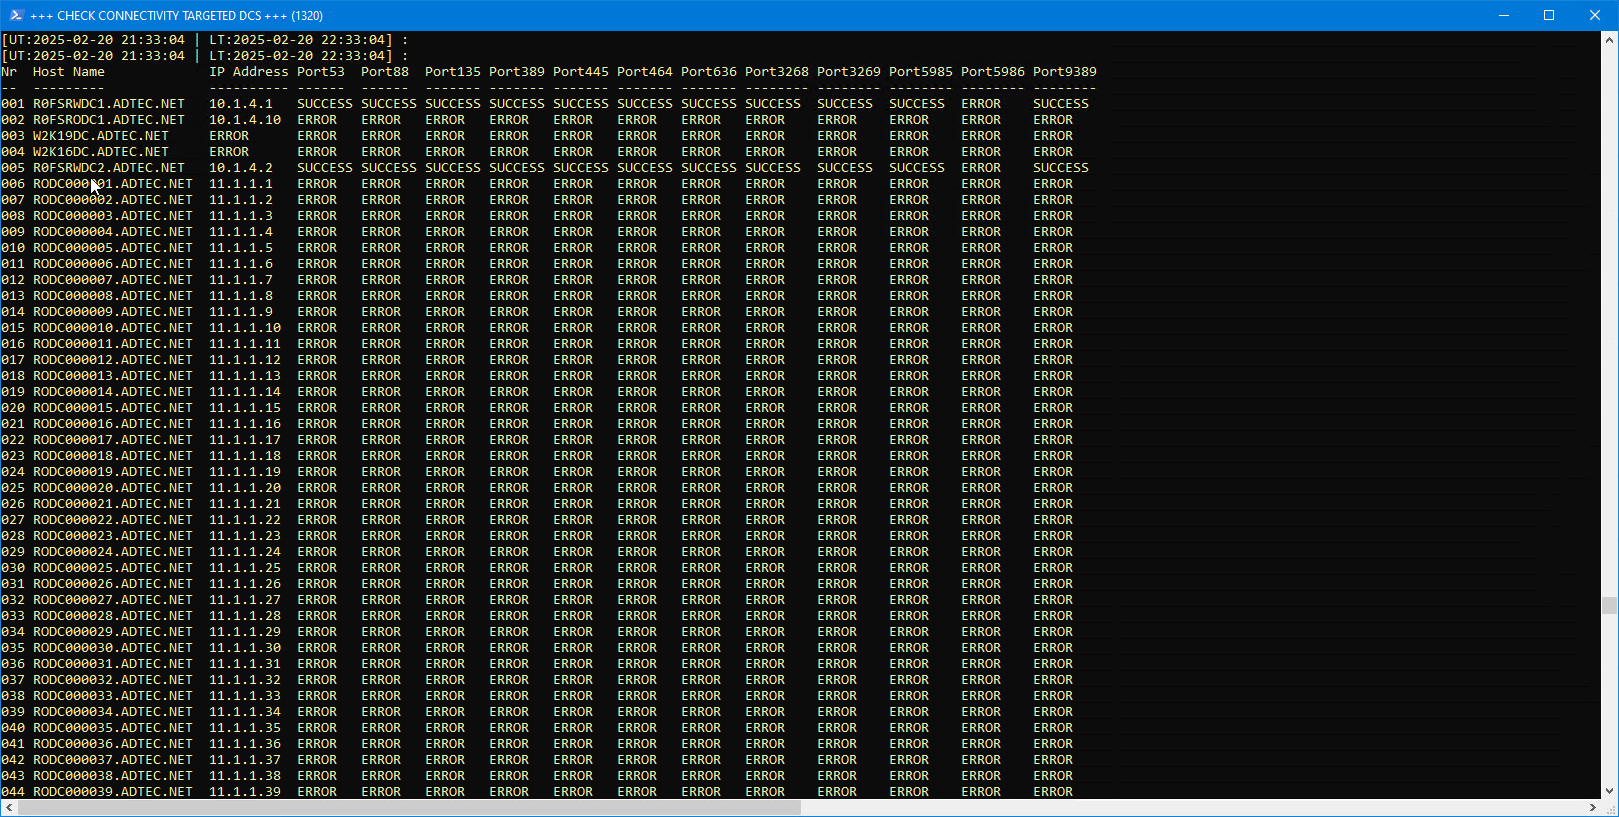 +++ CHECK CONNECTIVITY TARGETED DCS +++ (1320)
[UT:2025-02-20 21:33:04 | LT:2025-02-20 22:33:04] :
[UT:2025-02-20 21:33:04 | LT:2025-02-20 22:33:04] :
Nr Host Name IP Address Port53 Port88 Port135 Port389 Port445 Port464 Port636 Port3268 Port3269 Port5985 Port5986 Port9389
-- --------- ---------- ------ ------ ------- ------- ------- ------- ------- -------- -------- -------- -------- --------
001 R0FSRWDC1.ADTEC.NET 10.1.4.1 SUCCESS SUCCESS SUCCESS SUCCESS SUCCESS SUCCESS SUCCESS SUCCESS SUCCESS SUCCESS ERROR SUCCESS
002 R0FSRODC1.ADTEC.NET 10.1.4.10 ERROR ERROR ERROR ERROR ERROR ERROR ERROR ERROR ERROR ERROR ERROR ERROR
003 W2K19DC.ADTEC.NET ERROR ERROR ERROR ERROR ERROR ERROR ERROR ERROR ERROR ERROR ERROR ERROR ERROR
004 W2K16DC.ADTEC.NET ERROR ERROR ERROR ERROR ERROR ERROR ERROR ERROR ERROR ERROR ERROR ERROR ERROR
005 R0FSRWDC2.ADTEC.NET 10.1.4.2 SUCCESS SUCCESS SUCCESS SUCCESS SUCCESS SUCCESS SUCCESS SUCCESS SUCCESS SUCCESS ERROR SUCCESS
006 RODC000001.ADTEC.NET 11.1.1.1 ERROR ERROR ERROR ERROR ERROR ERROR ERROR ERROR ERROR ERROR ERROR ERROR
007 RODC000002.ADTEC.NET 11.1.1.2 ERROR ERROR ERROR ERROR ERROR ERROR ERROR ERROR ERROR ERROR ERROR ERROR
008 RODC000003.ADTEC.NET 11.1.1.3 ERROR ERROR ERROR ERROR ERROR ERROR ERROR ERROR ERROR ERROR ERROR ERROR
009 RODC000004.ADTEC.NET 11.1.1.4 ERROR ERROR ERROR ERROR ERROR ERROR ERROR ERROR ERROR ERROR ERROR ERROR
010 RODC000005.ADTEC.NET 11.1.1.5 ERROR ERROR ERROR ERROR ERROR ERROR ERROR ERROR ERROR ERROR ERROR ERROR
011 RODC000006.ADTEC.NET 11.1.1.6 ERROR ERROR ERROR ERROR ERROR ERROR ERROR ERROR ERROR ERROR ERROR ERROR
012 RODC000007.ADTEC.NET 11.1.1.7 ERROR ERROR ERROR ERROR ERROR ERROR ERROR ERROR ERROR ERROR ERROR ERROR
013 RODC000008.ADTEC.NET 11.1.1.8 ERROR ERROR ERROR ERROR ERROR ERROR ERROR ERROR ERROR ERROR ERROR ERROR
014 RODC000009.ADTEC.NET 11.1.1.9 ERROR ERROR ERROR ERROR ERROR ERROR ERROR ERROR ERROR ERROR ERROR ERROR
015 RODC000010.ADTEC.NET 11.1.1.10 ERROR ERROR ERROR ERROR ERROR ERROR ERROR ERROR ERROR ERROR ERROR ERROR
016 RODC000011.ADTEC.NET 11.1.1.11 ERROR ERROR ERROR ERROR ERROR ERROR ERROR ERROR ERROR ERROR ERROR ERROR
017 RODC000012.ADTEC.NET 11.1.1.12 ERROR ERROR ERROR ERROR ERROR ERROR ERROR ERROR ERROR ERROR ERROR ERROR
018 RODC000013.ADTEC.NET 11.1.1.13 ERROR ERROR ERROR ERROR ERROR ERROR ERROR ERROR ERROR ERROR ERROR ERROR
019 RODC000014.ADTEC.NET 11.1.1.14 ERROR ERROR ERROR ERROR ERROR ERROR ERROR ERROR ERROR ERROR ERROR ERROR
020 RODC000015.ADTEC.NET 11.1.1.15 ERROR ERROR ERROR ERROR ERROR ERROR ERROR ERROR ERROR ERROR ERROR ERROR
021 RODC000016.ADTEC.NET 11.1.1.16 ERROR ERROR ERROR ERROR ERROR ERROR ERROR ERROR ERROR ERROR ERROR ERROR
022 RODC000017.ADTEC.NET 11.1.1.17 ERROR ERROR ERROR ERROR ERROR ERROR ERROR ERROR ERROR ERROR ERROR ERROR
023 RODC000018.ADTEC.NET 11.1.1.18 ERROR ERROR ERROR ERROR ERROR ERROR ERROR ERROR ERROR ERROR ERROR ERROR
024 RODC000019.ADTEC.NET 11.1.1.19 ERROR ERROR ERROR ERROR ERROR ERROR ERROR ERROR ERROR ERROR ERROR ERROR
025 RODC000020.ADTEC.NET 11.1.1.20 ERROR ERROR ERROR ERROR ERROR ERROR ERROR ERROR ERROR ERROR ERROR ERROR
026 RODC000021.ADTEC.NET 11.1.1.21 ERROR ERROR ERROR ERROR ERROR ERROR ERROR ERROR ERROR ERROR ERROR ERROR
027 RODC000022.ADTEC.NET 11.1.1.22 ERROR ERROR ERROR ERROR ERROR ERROR ERROR ERROR ERROR ERROR ERROR ERROR
028 RODC000023.ADTEC.NET 11.1.1.23 ERROR ERROR ERROR ERROR ERROR ERROR ERROR ERROR ERROR ERROR ERROR ERROR
029 RODC000024.ADTEC.NET 11.1.1.24 ERROR ERROR ERROR ERROR ERROR ERROR ERROR ERROR ERROR ERROR ERROR ERROR
030 RODC000025.ADTEC.NET 11.1.1.25 ERROR ERROR ERROR ERROR ERROR ERROR ERROR ERROR ERROR ERROR ERROR ERROR
031 RODC000026.ADTEC.NET 11.1.1.26 ERROR ERROR ERROR ERROR ERROR ERROR ERROR ERROR ERROR ERROR ERROR ERROR
032 RODC000027.ADTEC.NET 11.1.1.27 ERROR ERROR ERROR ERROR ERROR ERROR ERROR ERROR ERROR ERROR ERROR ERROR
033 RODC000028.ADTEC.NET 11.1.1.28 ERROR ERROR ERROR ERROR ERROR ERROR ERROR ERROR ERROR ERROR ERROR ERROR
034 RODC000029.ADTEC.NET 11.1.1.29 ERROR ERROR ERROR ERROR ERROR ERROR ERROR ERROR ERROR ERROR ERROR ERROR
035 RODC000030.ADTEC.NET 11.1.1.30 ERROR ERROR ERROR ERROR ERROR ERROR ERROR ERROR ERROR ERROR ERROR ERROR
036 RODC000031.ADTEC.NET 11.1.1.31 ERROR ERROR ERROR ERROR ERROR ERROR ERROR ERROR ERROR ERROR ERROR ERROR
037 RODC000032.ADTEC.NET 11.1.1.32 ERROR ERROR ERROR ERROR ERROR ERROR ERROR ERROR ERROR ERROR ERROR ERROR
038 RODC000033.ADTEC.NET 11.1.1.33 ERROR ERROR ERROR ERROR ERROR ERROR ERROR ERROR ERROR ERROR ERROR ERROR
039 RODC000034.ADTEC.NET 11.1.1.34 ERROR ERROR ERROR ERROR ERROR ERROR ERROR ERROR ERROR ERROR ERROR ERROR
040 RODC000035.ADTEC.NET 11.1.1.35 ERROR ERROR ERROR ERROR ERROR ERROR ERROR ERROR ERROR ERROR ERROR ERROR
041 RODC000036.ADTEC.NET 11.1.1.36 ERROR ERROR ERROR ERROR ERROR ERROR ERROR ERROR ERROR ERROR ERROR ERROR
042 RODC000037.ADTEC.NET 11.1.1.37 ERROR ERROR ERROR ERROR ERROR ERROR ERROR ERROR ERROR ERROR ERROR ERROR
043 RODC000038.ADTEC.NET 11.1.1.38 ERROR ERROR ERROR ERROR ERROR ERROR ERROR ERROR ERROR ERROR ERROR ERROR
044 RODC000039.ADTEC.NET 11.1.1.39 ERROR ERROR ERROR ERROR ERROR ERROR ERROR ERROR ERROR ERROR ERROR ERROR